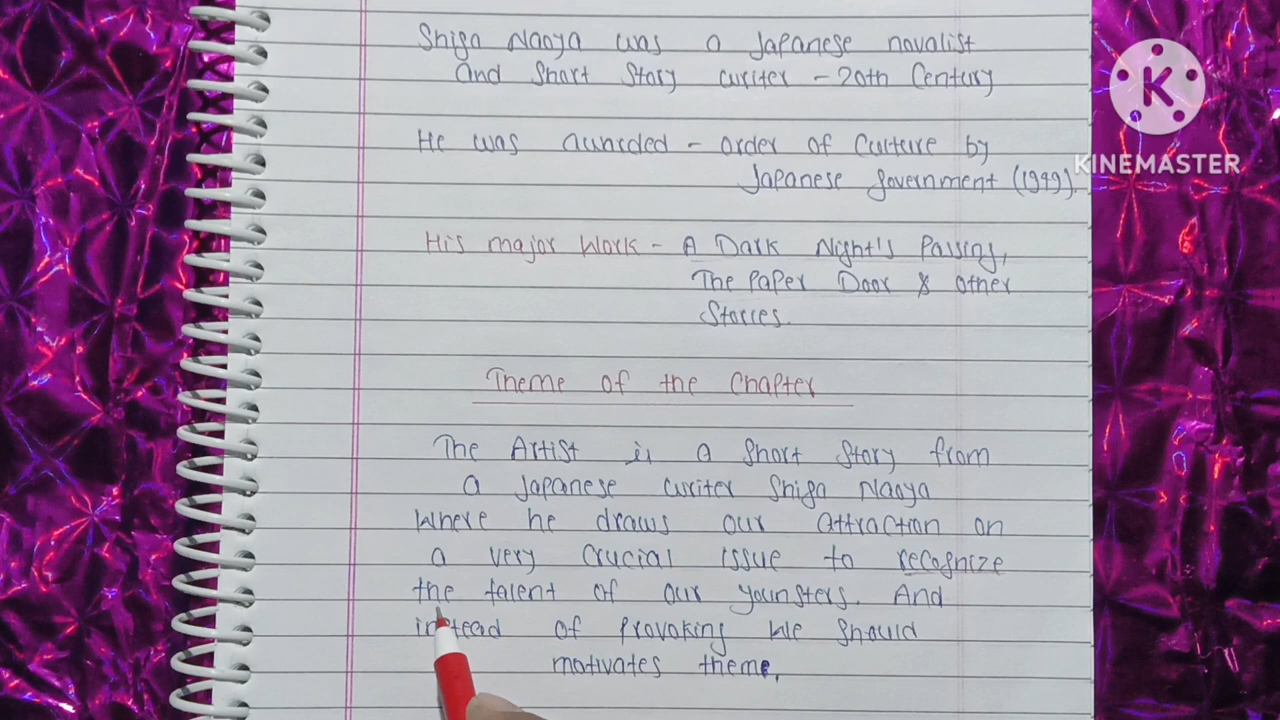 Shiga Naoya was a Japanese novalist
and Short Story writer - 20th Century
He was awarded - order of Culture by
Japanese Government (1949).
His major Work - A Dark Night's Passing,
The Paper Door & other
Stories.
Theme of the Chapter
The Artist is a short story from
a Japanese writer Shiga Naoya
Where he draws our attraction on
a very crucial issue to recognize
the talent of our younsters. And
instead of Provoking We Should
motivates theme.
K
KINEMASTER